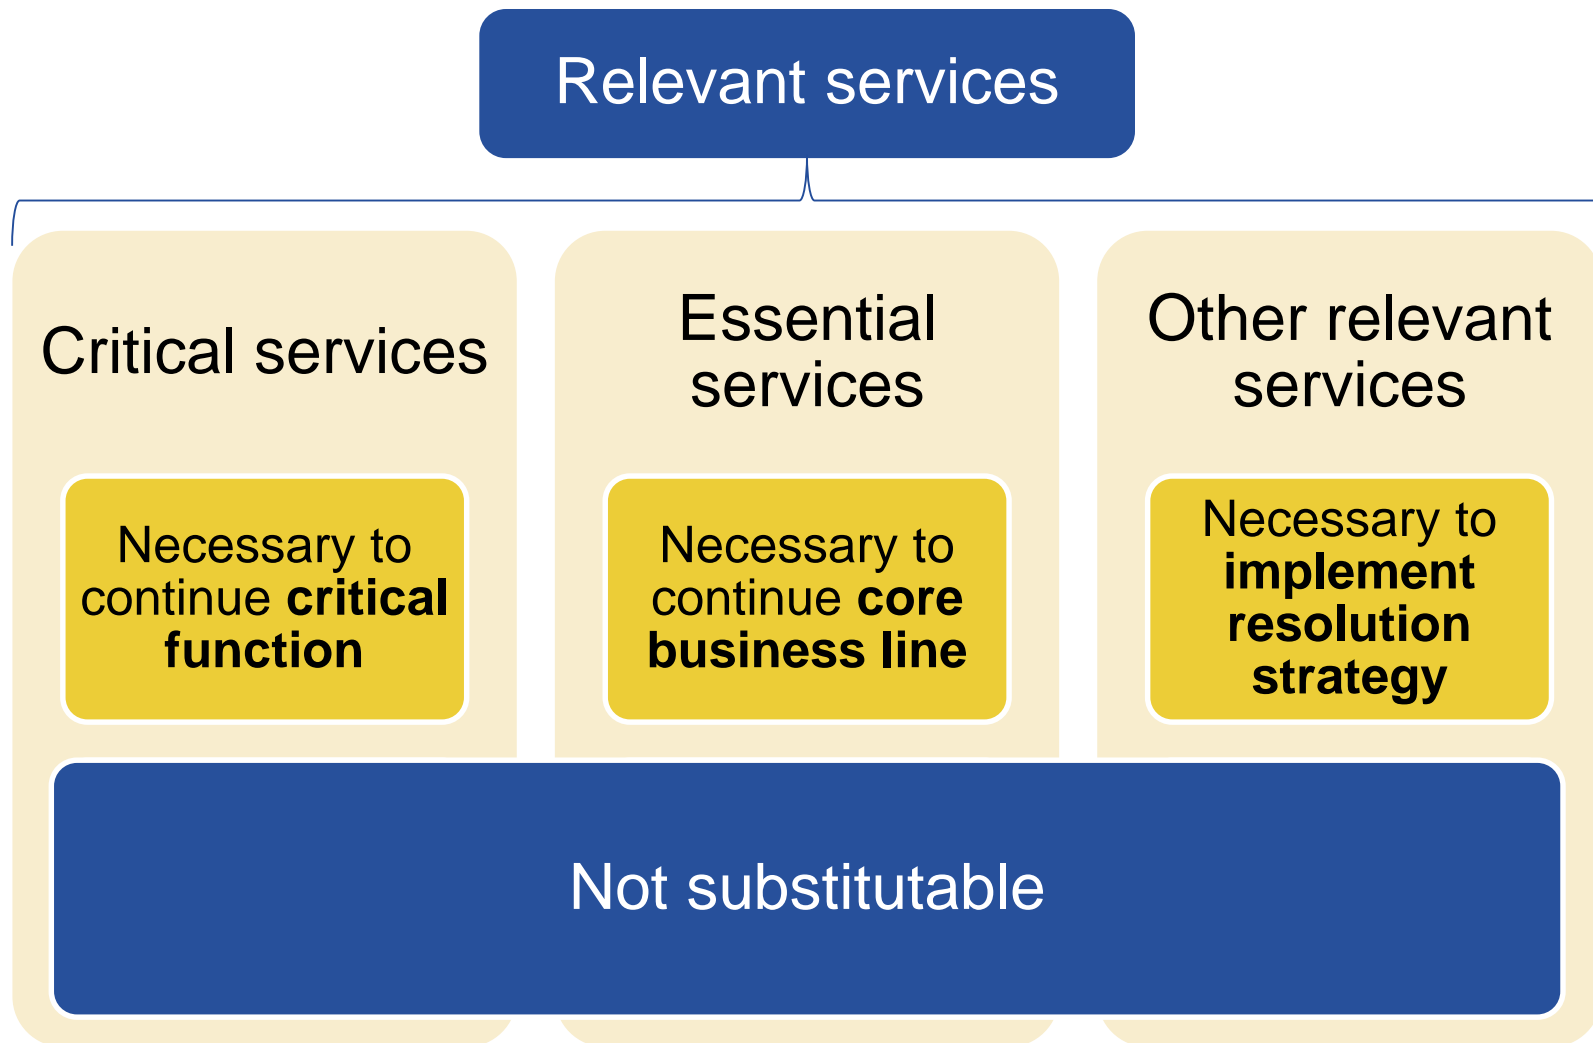 Relevant services
Critical services
Necessary to
continue critical
function
Essential
services
Necessary to
continue core
business line
Other relevant
services
Necessary to
implement
resolution
strategy
Not substitutable